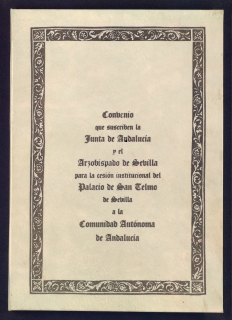 Convenio
que suscriben la
Junta de Andalucía
y el
Arzobispado de Sevilla
para la cesión institucional del
Palacio de San Telmo
de Sevilla
a la
Comunidad Autónoma
de Andalucía